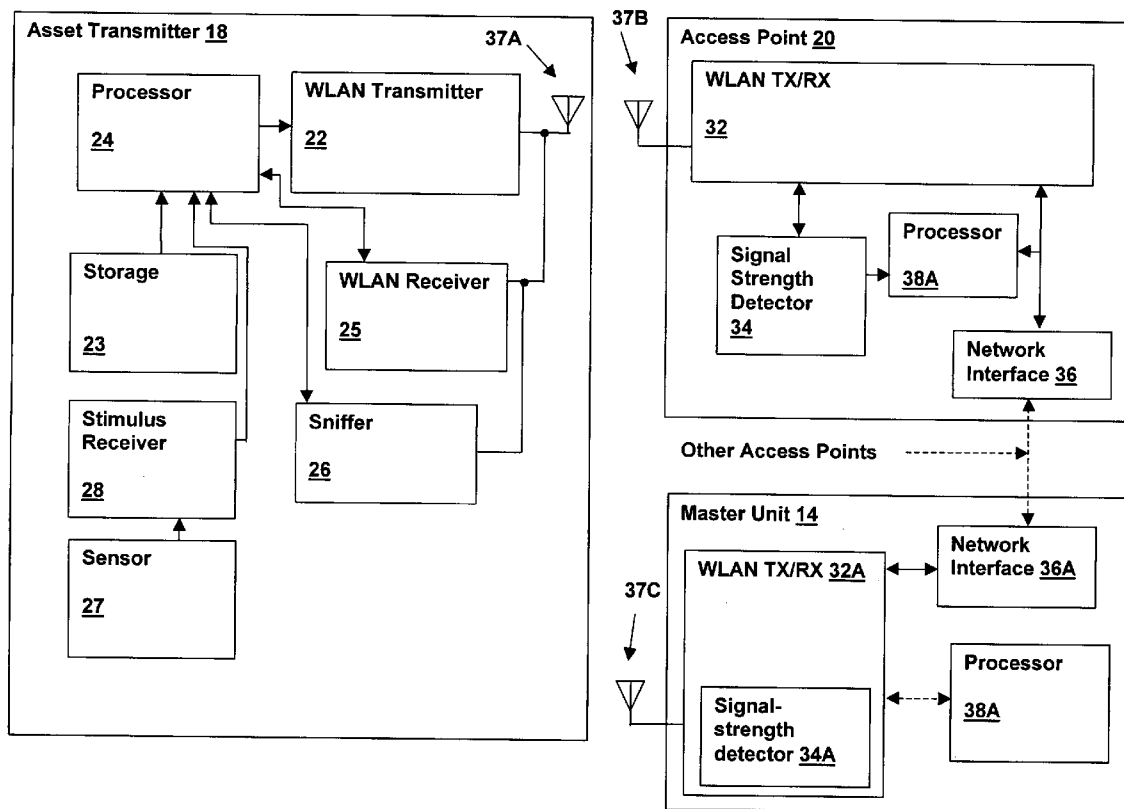 Asset Transmitter 18
37A
Processor
24
WLAN Transmitter
22
Storage
23
WLAN Receiver
25
Stimulus
Receiver
28
Sniffer
26
Sensor
27
37B
Access Point 20
WLAN TX/RX
32
Signal
Strength
Detector
34
Processor
38A
Network
Interface 36
Other Access Points
Master Unit 14
37C
WLAN TX/RX 32A
Signal-
strength
detector 34A
Network
Interface 36A
Processor
38A